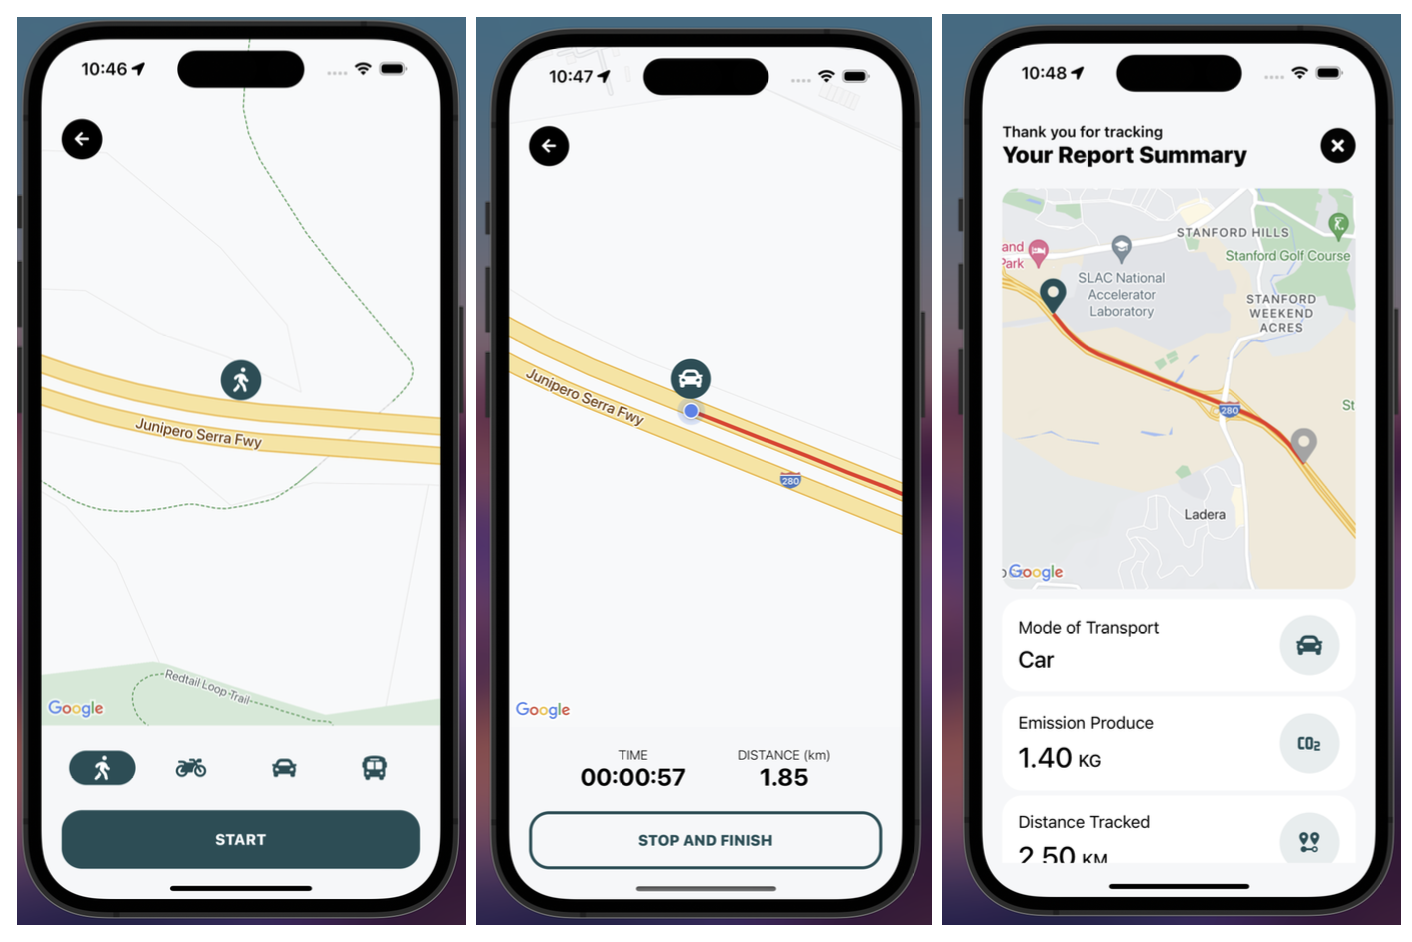 10:46
Junipero Serra Fwy
Redtail Loop Trail
Google
START
10:47
Junipero Serra Fwy
280
Google
TIME
00:00:57
DISTANCE (km)
1.85
STOP AND FINISH
10:48
Thank you for tracking
Your Report Summary
STANFORD HILLS
and
Park
Stanford Golf Course
SLAC National
Accelerator
Laboratory
STANFORD
WEEKEND
ACRES
280
St
Ladera
Google
Mode of Transport
Car
Emission Produce
1.40 KG
CO2
Distance Tracked
2.50 KM